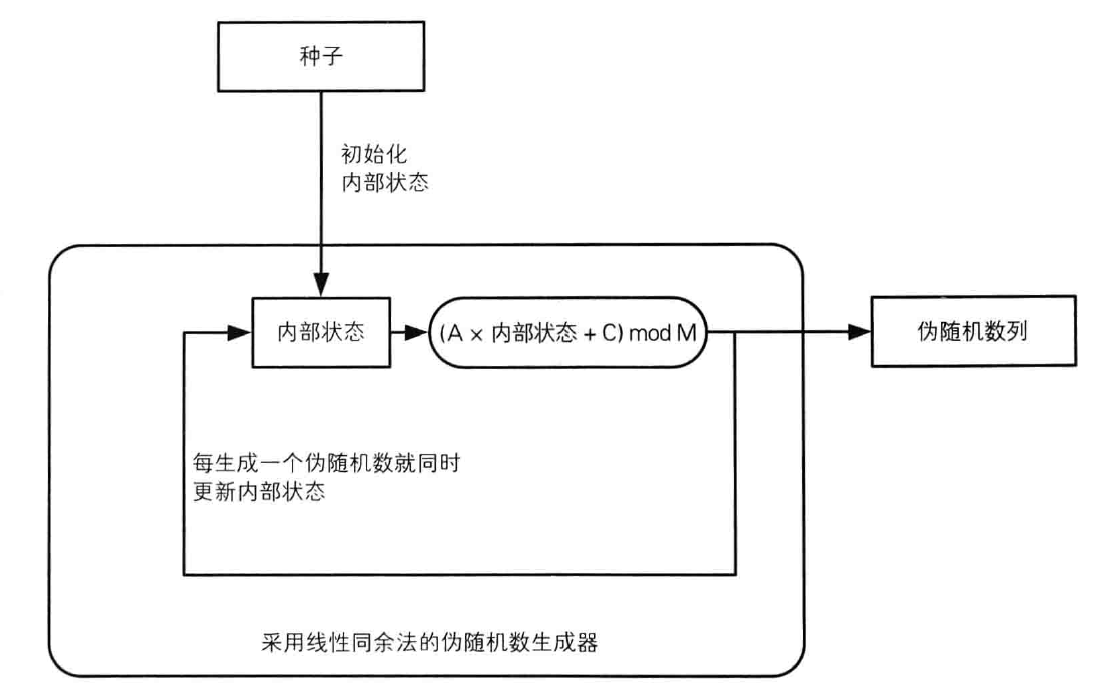 种子
初始化
内部状态
内部状态
(A × 内部状态 + C) mod M
伪随机数列
每生成一个伪随机数就同时
更新内部状态
采用线性同余法的伪随机数生成器